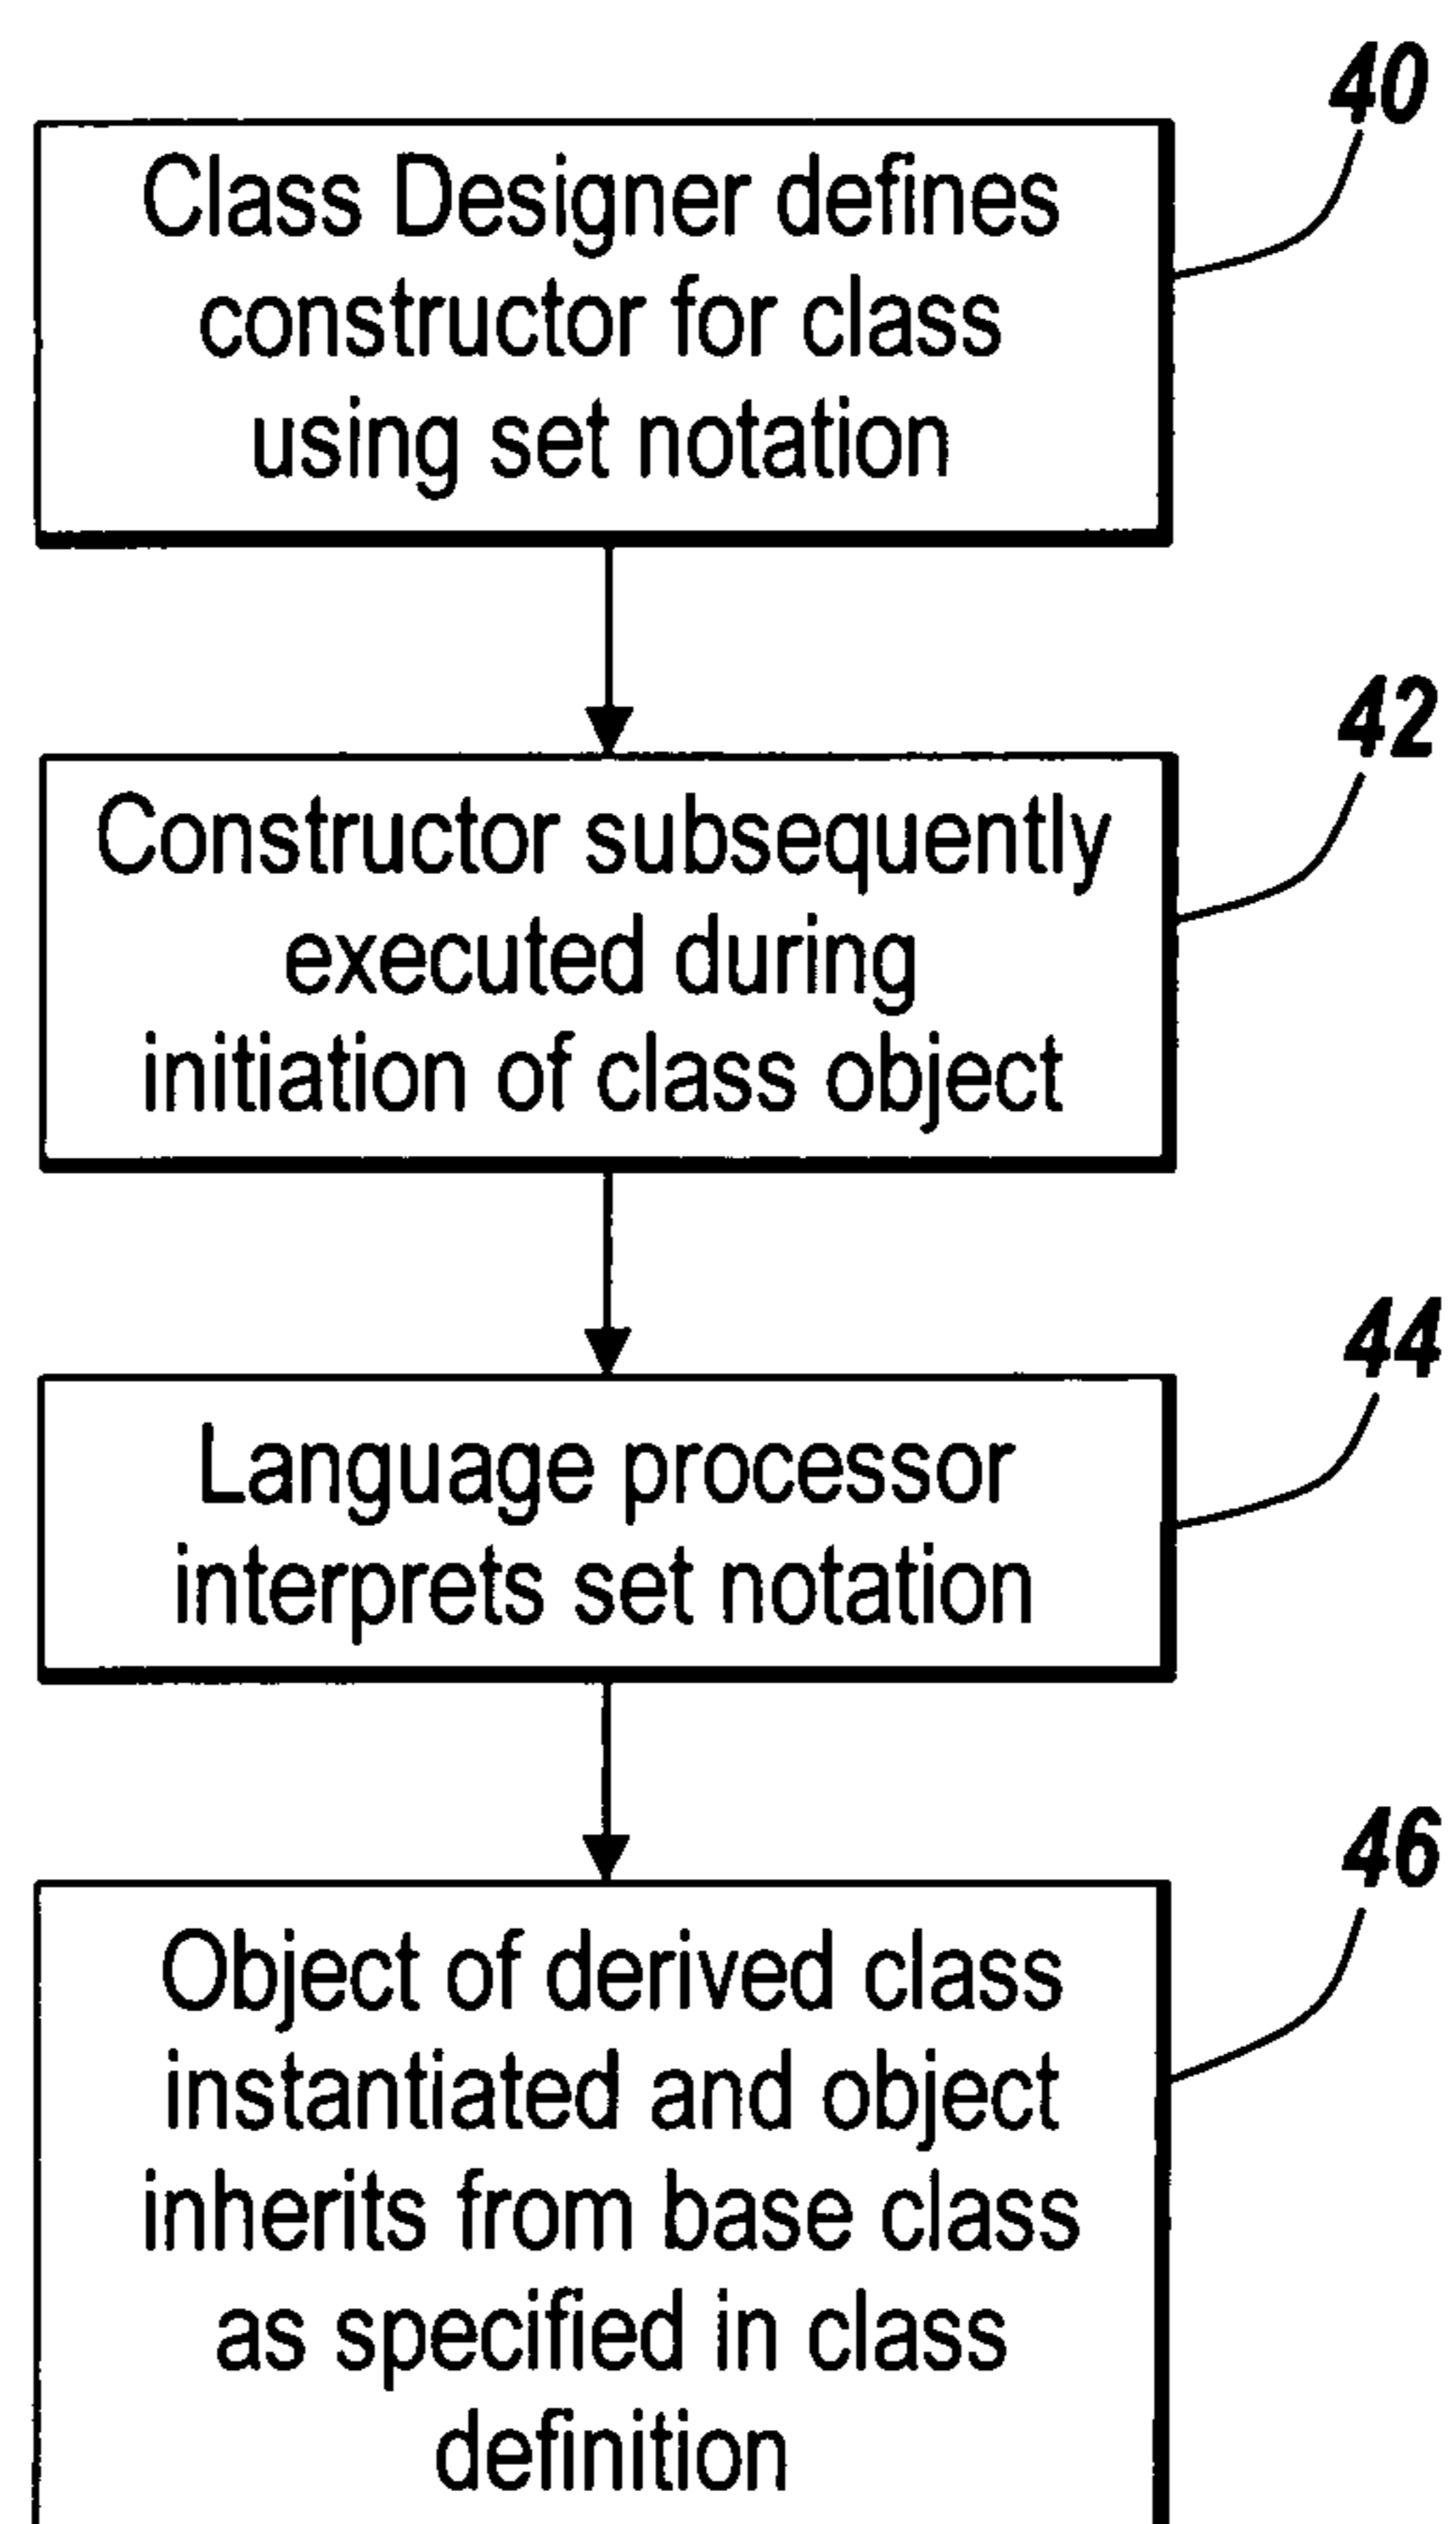 40
Class Designer defines
constructor for class
using set notation
42
Constructor subsequently
executed during
initiation of class object
44
Language processor
interprets set notation
46
Object of derived class
instantiated and object
inherits from base class
as specified in class
definition